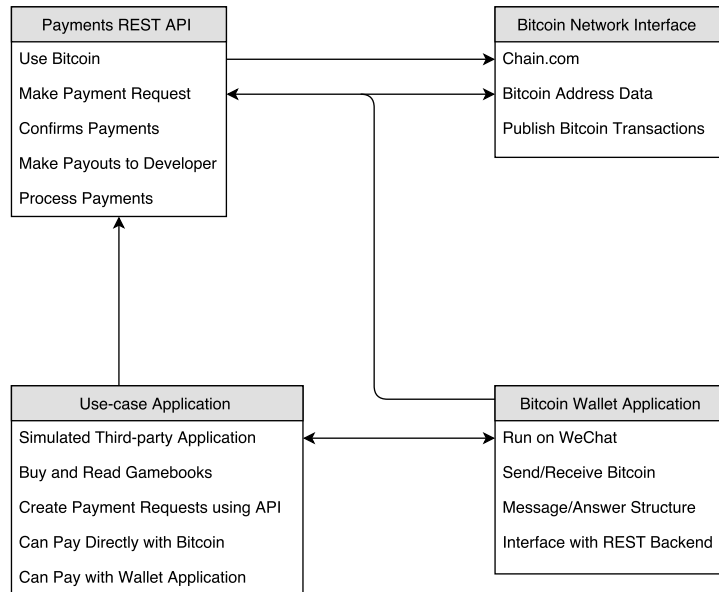 Payments REST API
Use Bitcoin
Make Payment Request
Confirms Payments
Make Payouts to Developer
Process Payments
Bitcoin Network Interface
Chain.com
Bitcoin Address Data
Publish Bitcoin Transactions
Use-case Application
Simulated Third-party Application
Buy and Read Gamebooks
Create Payment Requests using API
Can Pay Directly with Bitcoin
Can Pay with Wallet Application
Bitcoin Wallet Application
Run on WeChat
Send/Receive Bitcoin
Message/Answer Structure
Interface with REST Backend